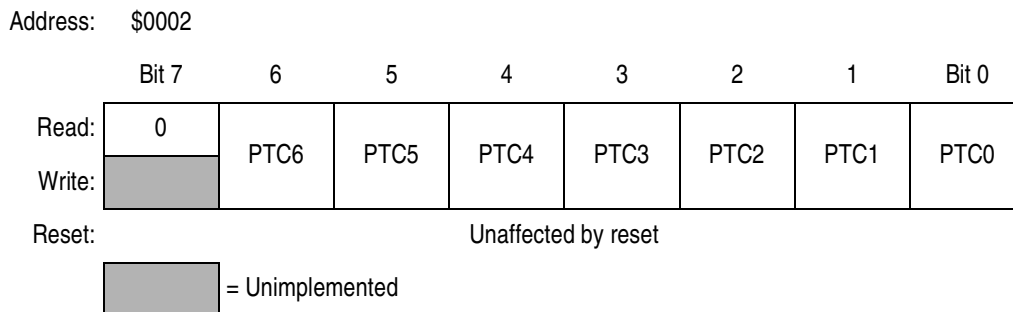 Address: $0002
Bit 7 6 5 4 3 2 1 Bit 0
Read: 0
PTC6 PTC5 PTC4 PTC3 PTC2 PTC1 PTC0
Write:
Reset: Unaffected by reset
= Unimplemented